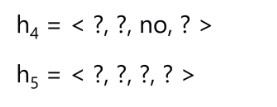 h₄ = < ?, ?, no, ? >
h₅ = < ?, ?, ?, ? >